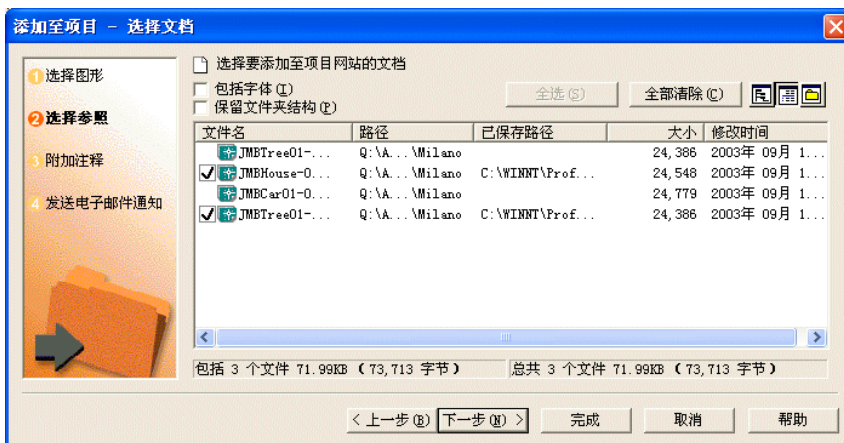 添加至项目 - 选择文档
1 选择图形
2 选择参照
3 附加注释
4 发送电子邮件通知
选择要添加至项目网站的文档
包括字体(I)
保留文件夹结构(P)
全选(S)
全部清除(C)
文件名 路径 已保存路径 大小 修改时间
JMBTree01-... Q:\A...\Milano 24,386 2003年 09月 1...
JMBHouse-0... Q:\A...\Milano C:\WINNT\Prof... 24,548 2003年 09月 1...
JMBCar01-0... Q:\A...\Milano 24,779 2003年 09月 1...
JMBTree01-... Q:\A...\Milano C:\WINNT\Prof... 24,386 2003年 09月 1...
包括 3 个文件 71.99KB (73,713 字节)
总共 3 个文件 71.99KB (73,713 字节)
< 上一步(B)
下一步(N) >
完成
取消
帮助